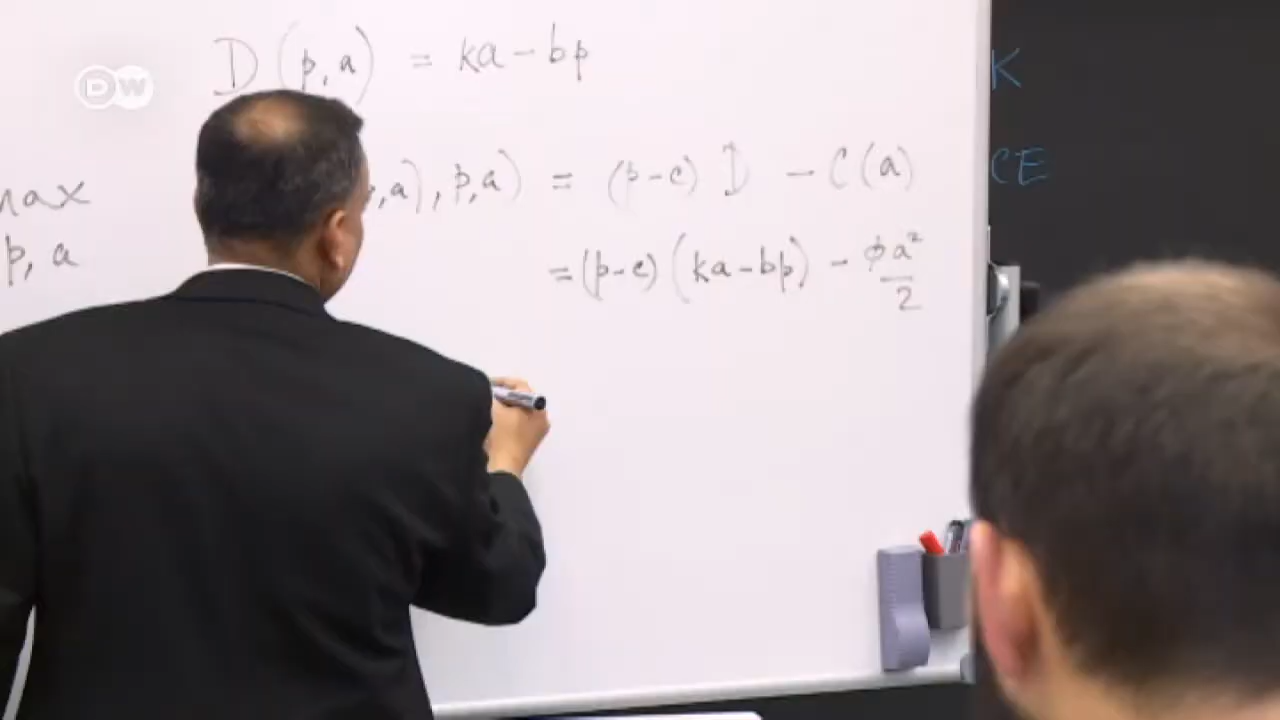 DW
D(p, a) = ka - bp
max
p, a
, a), p, a) = (p-c) D - C(a)
= (p-c) (ka - bp) - φa²/2
K
CE